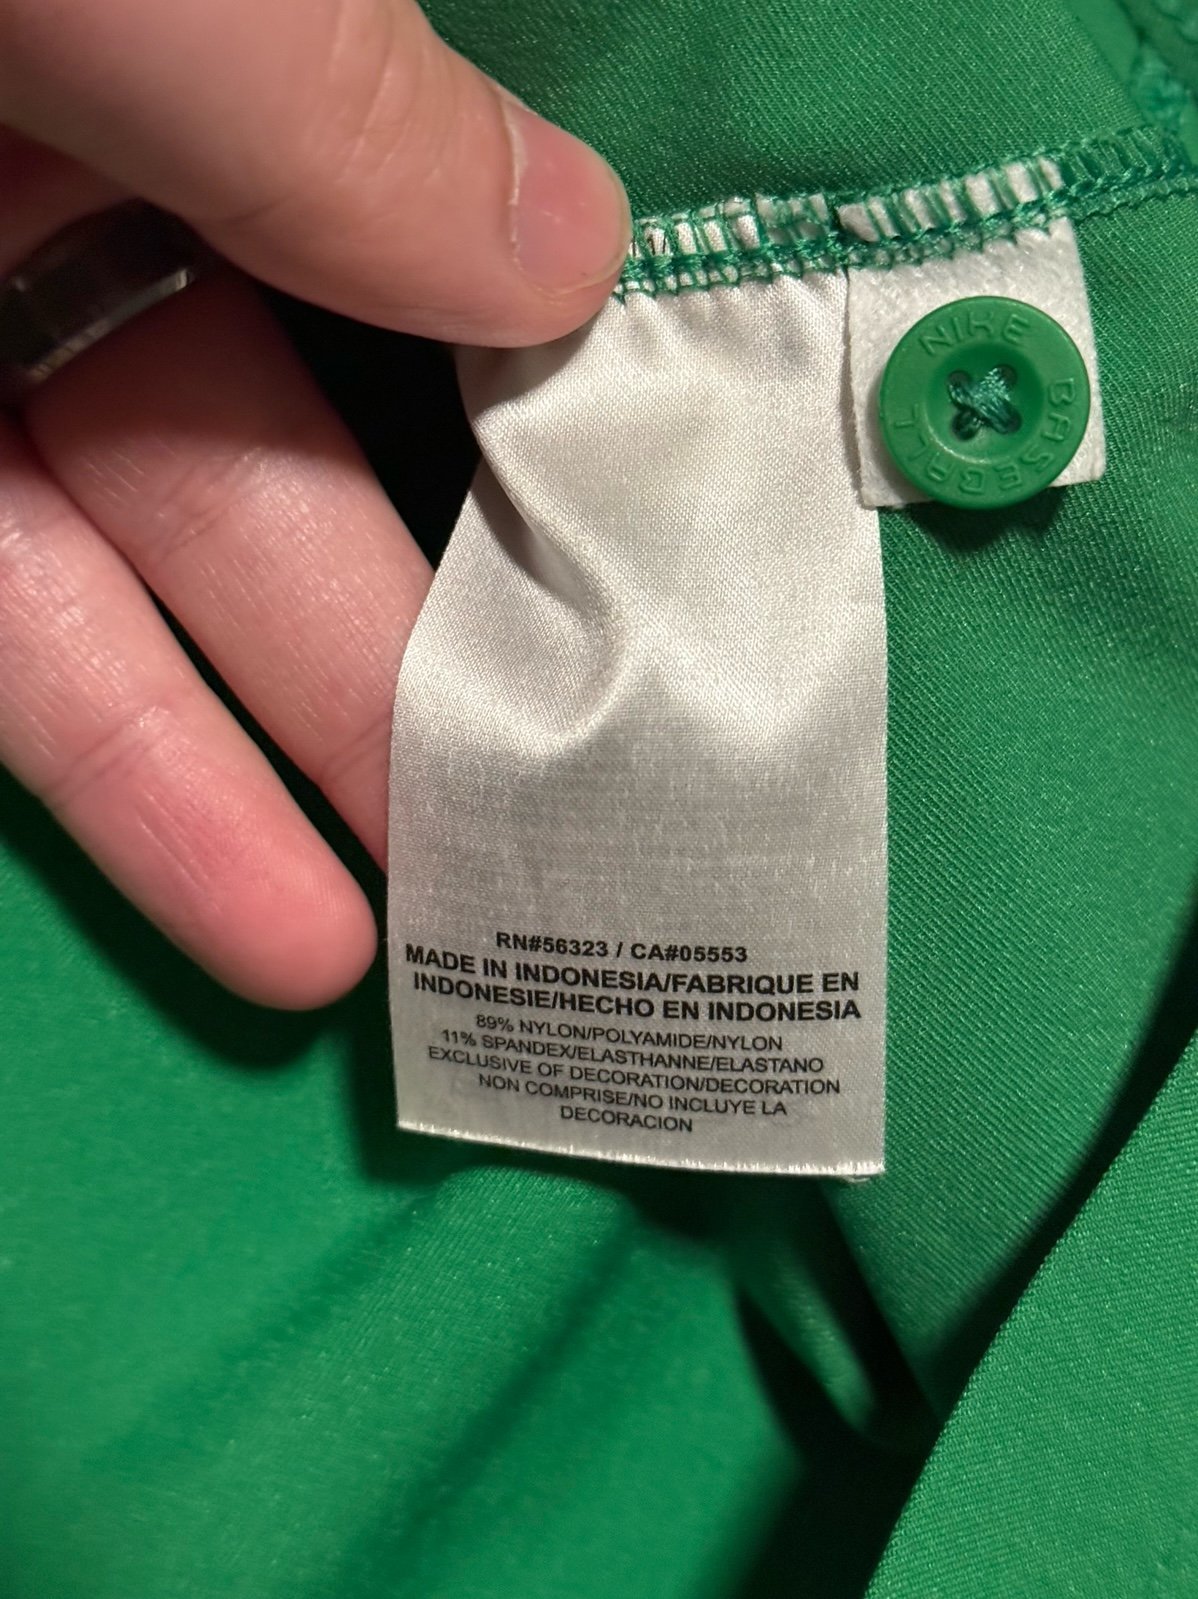 NIKE
BASEBALL
RN#56323 / CA#05553
MADE IN INDONESIA/FABRIQUE EN
INDONESIE/HECHO EN INDONESIA
89% NYLON/POLYAMIDE/NYLON
11% SPANDEX/ELASTHANNE/ELASTANO
EXCLUSIVE OF DECORATION/DECORATION
NON COMPRISE/NO INCLUYE LA
DECORACION